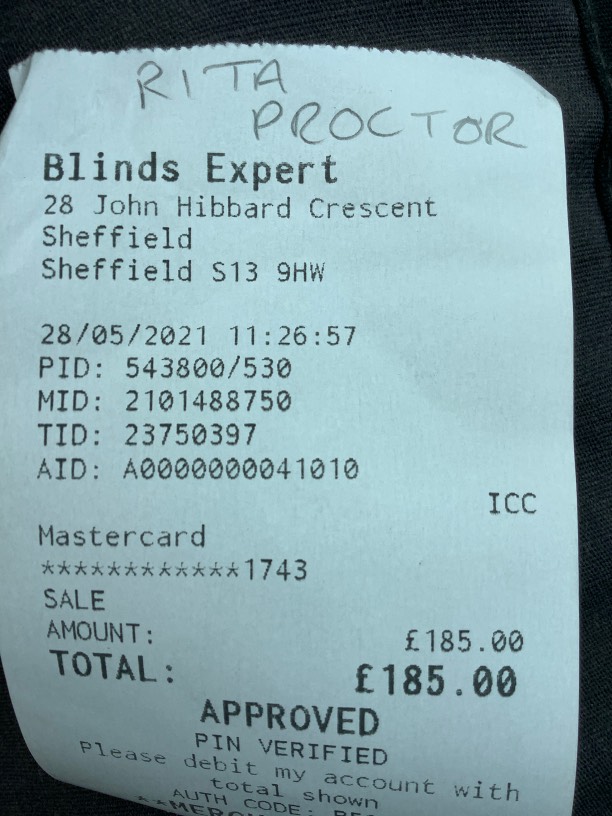 RITA
PROCTOR
Blinds Expert
28 John Hibbard Crescent
Sheffield
Sheffield S13 9HW
28/05/2021 11:26:57
PID: 543800/530
MID: 2101488750
TID: 23750397
AID: A0000000041010
ICC
Mastercard
************1743
SALE
AMOUNT: £185.00
TOTAL: £185.00
APPROVED
PIN VERIFIED
Please debit my account with
total shown
AUTH CODE: